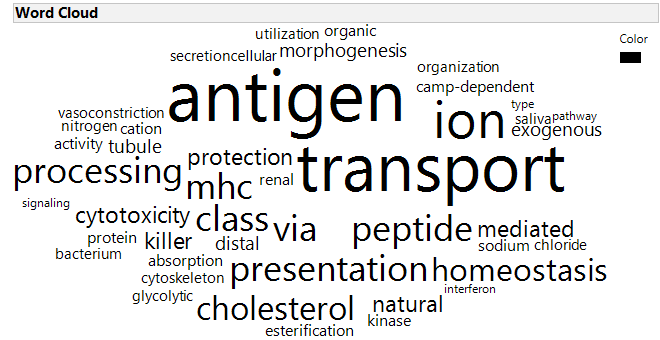 Word Cloud
Color
utilization organic
secretioncellular morphogenesis
organization
antigen camp-dependent
type
vasoconstriction ion saliva pathway
nitrogen cation exogenous
activity tubule
protection transport
processing mhc renal
signaling
cytotoxicity class via peptide mediated
protein killer distal sodium chloride
bacterium absorption
presentation homeostasis
cytoskeleton
interferon
glycolytic cholesterol natural
kinase
esterification